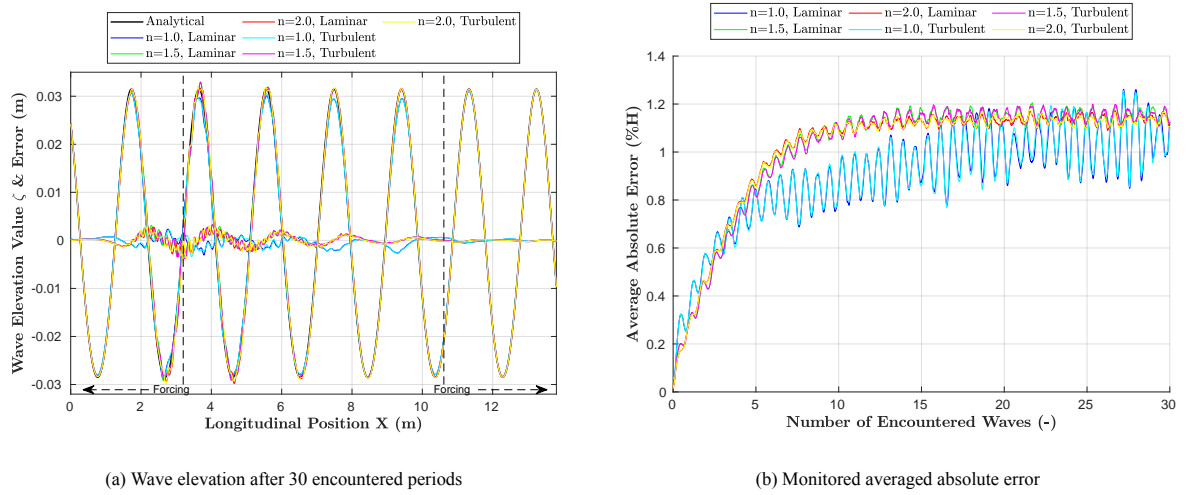 Analytical
n=1.0, Laminar
n=1.5, Laminar
n=2.0, Laminar
n=1.0, Turbulent
n=1.5, Turbulent
n=2.0, Turbulent
Wave Elevation Value ζ & Error (m)
0.03
0.02
0.01
0
-0.01
-0.02
-0.03
Forcing
Forcing
0 2 4 6 8 10 12
Longitudinal Position X (m)
(a) Wave elevation after 30 encountered periods
n=1.0, Laminar
n=1.5, Laminar
n=2.0, Laminar
n=1.0, Turbulent
n=1.5, Turbulent
n=2.0, Turbulent
Average Absolute Error (%H)
1.6
1.4
1.2
1
0.8
0.6
0.4
0.2
0
0 5 10 15 20 25 30
Number of Encountered Waves (-)
(b) Monitored averaged absolute error